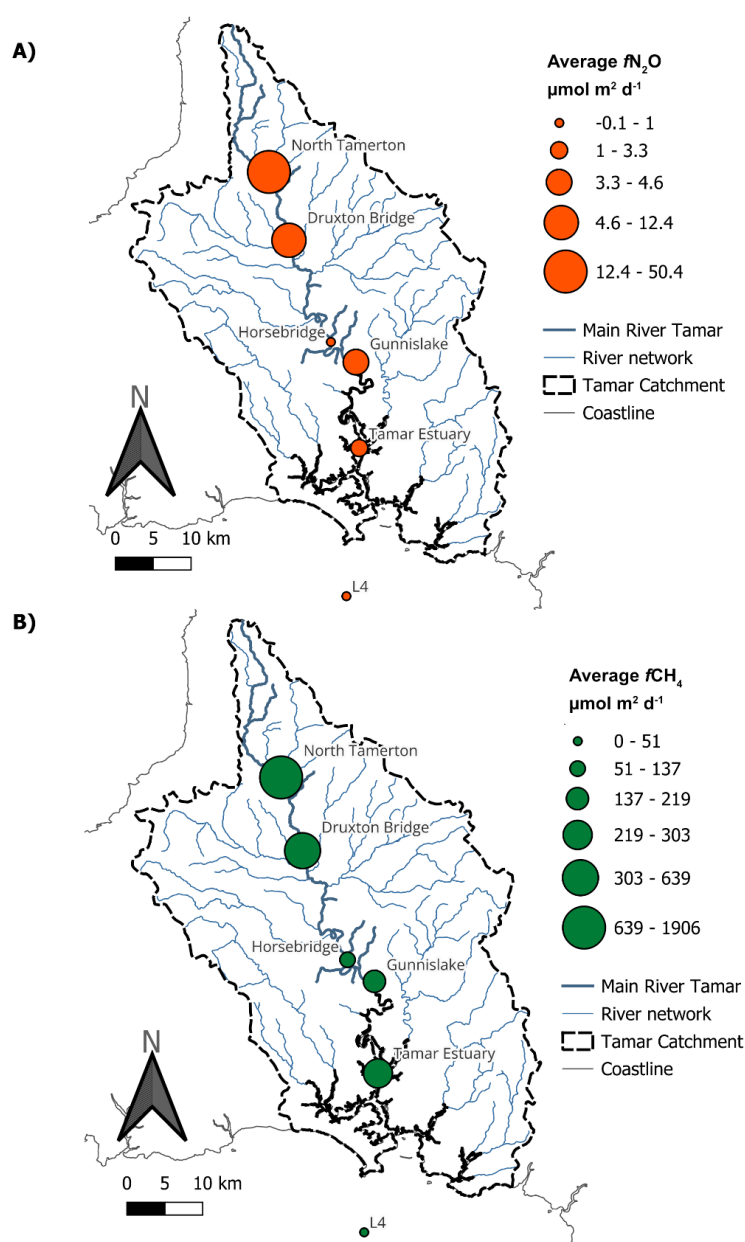 A)
Average fN₂O
µmol m² d⁻¹
-0.1 - 1
1 - 3.3
3.3 - 4.6
4.6 - 12.4
12.4 - 50.4
Main River Tamar
River network
Tamar Catchment
Coastline
North Tamerton
Druxton Bridge
Horsebridge
Gunnislake
Tamar Estuary
N
0 5 10 km
L4
B)
Average fCH₄
µmol m² d⁻¹
0 - 51
51 - 137
137 - 219
219 - 303
303 - 639
639 - 1906
Main River Tamar
River network
Tamar Catchment
Coastline
North Tamerton
Druxton Bridge
Horsebridge
Gunnislake
Tamar Estuary
N
0 5 10 km
L4